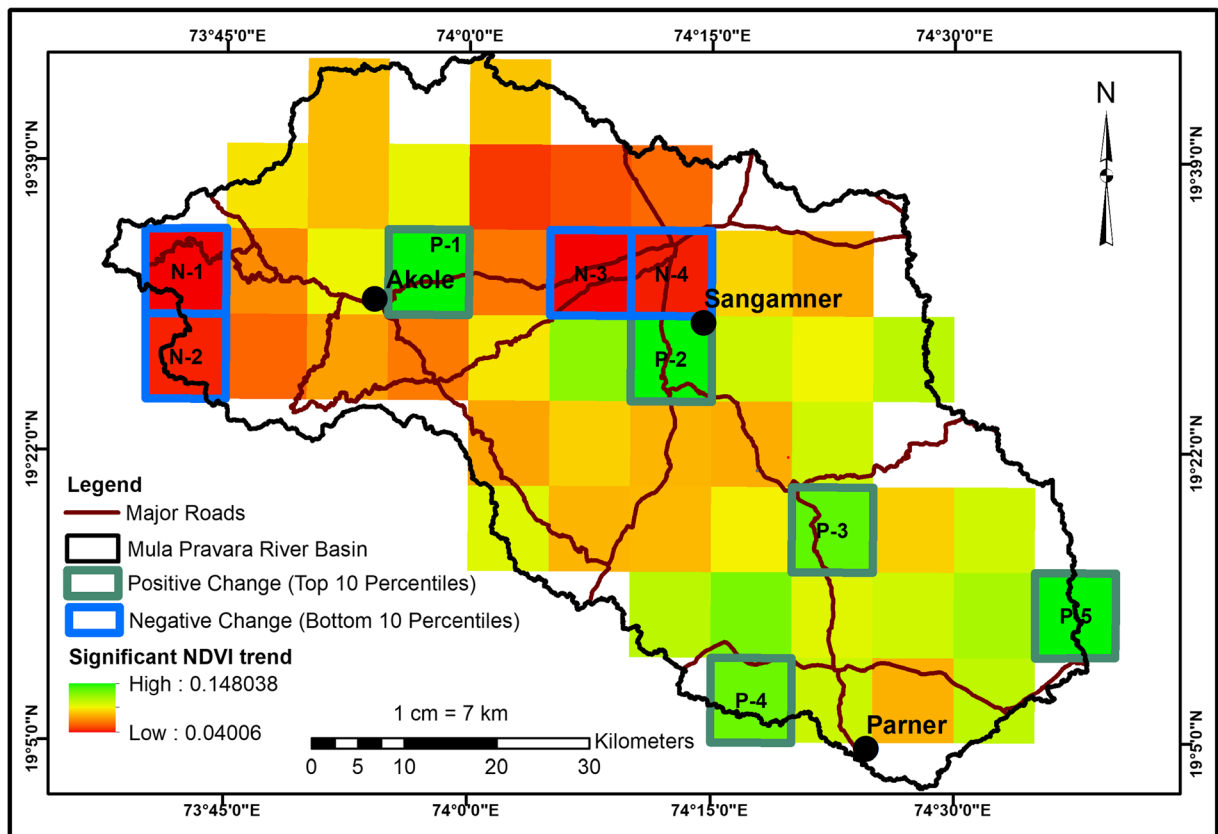 73°45'0"E 74°0'0"E 74°15'0"E 74°30'0"E
N
19°39'0"N 19°39'0"N
P-1
N-1 N-3 N-4
Akole
Sangamner
N-2 P-2
19°22'0"N 19°22'0"N
Legend
Major Roads
P-3
Mula Pravara River Basin
Positive Change (Top 10 Percentiles)
Negative Change (Bottom 10 Percentiles)
P-5
Significant NDVI trend
High : 0.148038
P-4
1 cm = 7 km
Low : 0.04006
Parner
Kilometers
19°5'0"N 19°5'0"N
0 5 10 20 30
73°45'0"E 74°0'0"E 74°15'0"E 74°30'0"E